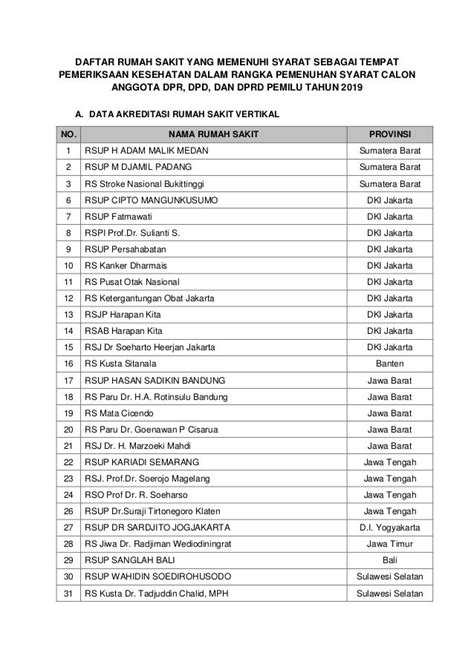 DAFTAR RUMAH SAKIT YANG MEMENUHI SYARAT SEBAGAI TEMPAT
PEMERIKSAAN KESEHATAN DALAM RANGKA PEMENUHAN SYARAT CALON
ANGGOTA DPR, DPD, DAN DPRD PEMILU TAHUN 2019
A. DATA AKREDITASI RUMAH SAKIT VERTIKAL
NO. NAMA RUMAH SAKIT PROVINSI
1 RSUP H ADAM MALIK MEDAN Sumatera Barat
2 RSUP M DJAMIL PADANG Sumatera Barat
3 RS Stroke Nasional Bukittinggi Sumatera Barat
6 RSUP CIPTO MANGUNKUSUMO DKI Jakarta
7 RSUP Fatmawati DKI Jakarta
8 RSPI Prof.Dr. Sulianti S. DKI Jakarta
9 RSUP Persahabatan DKI Jakarta
10 RS Kanker Dharmais DKI Jakarta
11 RS Pusat Otak Nasional DKI Jakarta
12 RS Ketergantungan Obat Jakarta DKI Jakarta
13 RSJP Harapan Kita DKI Jakarta
14 RSAB Harapan Kita DKI Jakarta
15 RSJ Dr Soeharto Heerjan Jakarta DKI Jakarta
16 RS Kusta Sitanala Banten
17 RSUP HASAN SADIKIN BANDUNG Jawa Barat
18 RS Paru Dr. H.A. Rotinsulu Bandung Jawa Barat
19 RS Mata Cicendo Jawa Barat
20 RS Paru Dr. Goenawan P Cisarua Jawa Barat
21 RSJ Dr. H. Marzoeki Mahdi Jawa Barat
22 RSUP KARIADI SEMARANG Jawa Tengah
23 RSJ. Prof.Dr. Soerojo Magelang Jawa Tengah
24 RSO Prof Dr. R. Soeharso Jawa Tengah
26 RSUP Dr.Suraji Tirtonegoro Klaten Jawa Tengah
27 RSUP DR SARDJITO JOGJAKARTA D.I. Yogyakarta
28 RS Jiwa Dr. Radjiman Wediodiningrat Jawa Timur
29 RSUP SANGLAH BALI Bali
30 RSUP WAHIDIN SOEDIROHUSODO Sulawesi Selatan
31 RS Kusta Dr. Tadjuddin Chalid, MPH Sulawesi Selatan